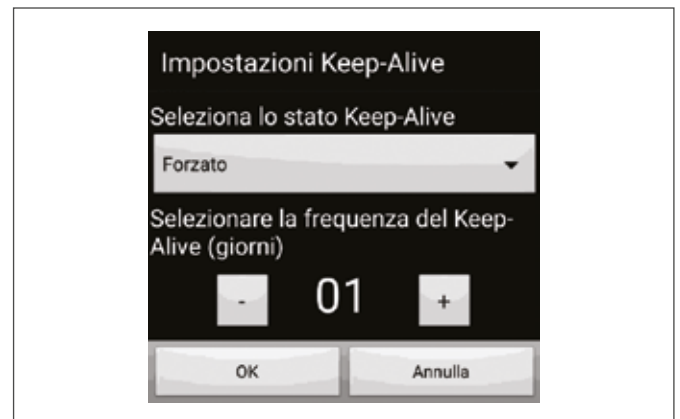 Impostazioni Keep-Alive
Seleziona lo stato Keep-Alive
Forzato
Selezionare la frequenza del Keep-
Alive (giorni)
- 01 +
OK Annulla